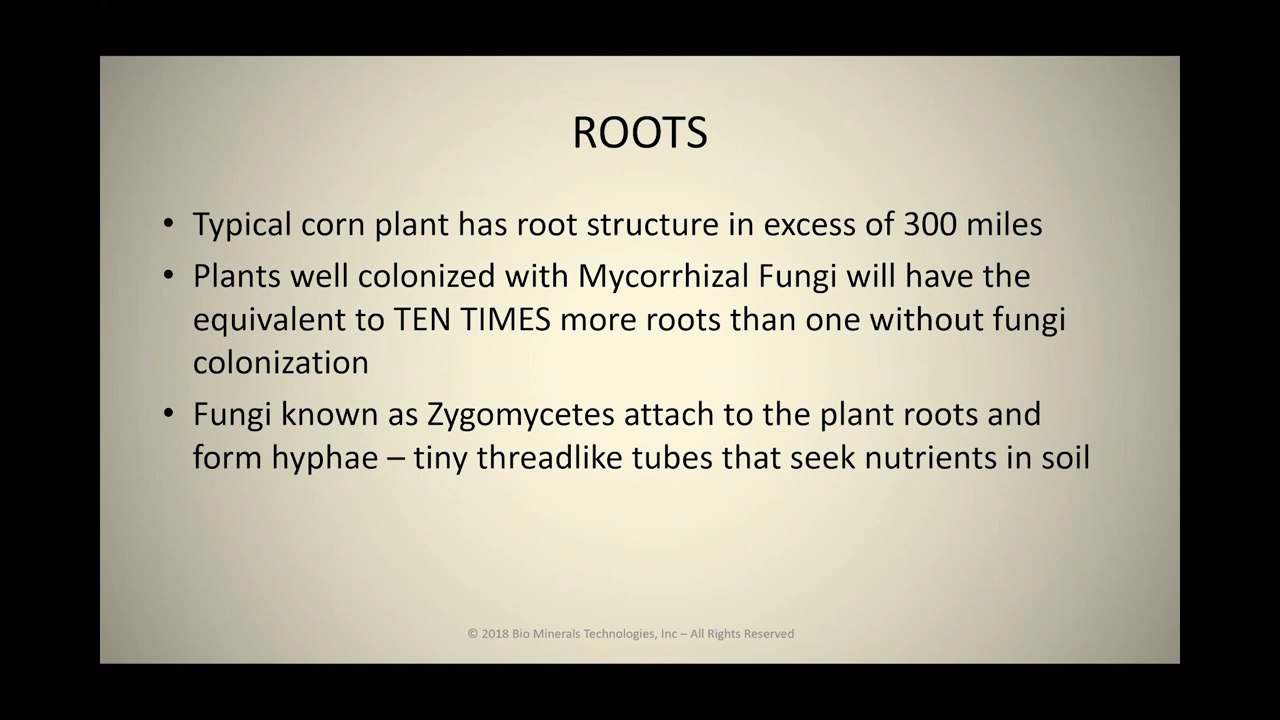 ROOTS
• Typical corn plant has root structure in excess of 300 miles
• Plants well colonized with Mycorrhizal Fungi will have the
equivalent to TEN TIMES more roots than one without fungi
colonization
• Fungi known as Zygomycetes attach to the plant roots and
form hyphae – tiny threadlike tubes that seek nutrients in soil
© 2018 Bio Minerals Technologies, Inc – All Rights Reserved